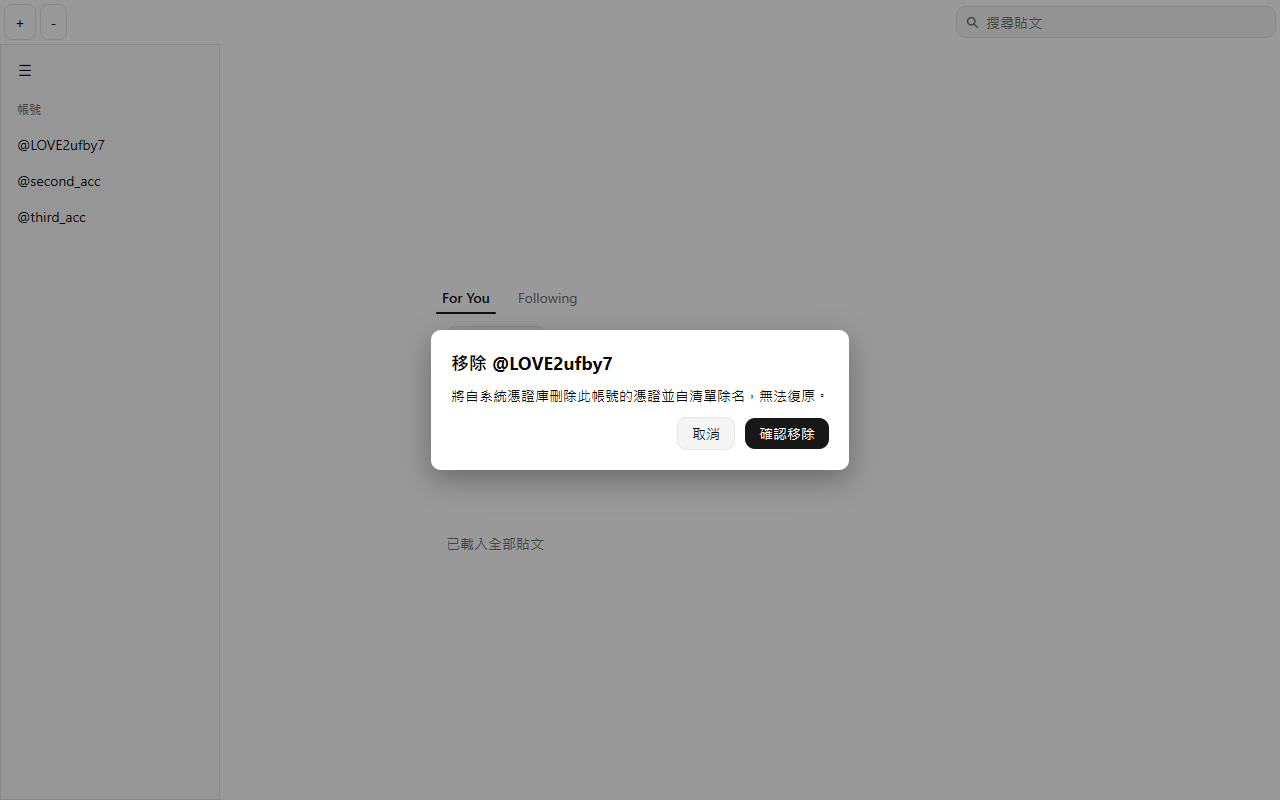 + -
搜尋貼文
☰
帳號
@LOVE2ufby7
@second_acc
@third_acc
For You Following
移除 @LOVE2ufby7
將自系統憑證庫刪除此帳號的憑證並自清單除名，無法復原。
取消 確認移除
已載入全部貼文